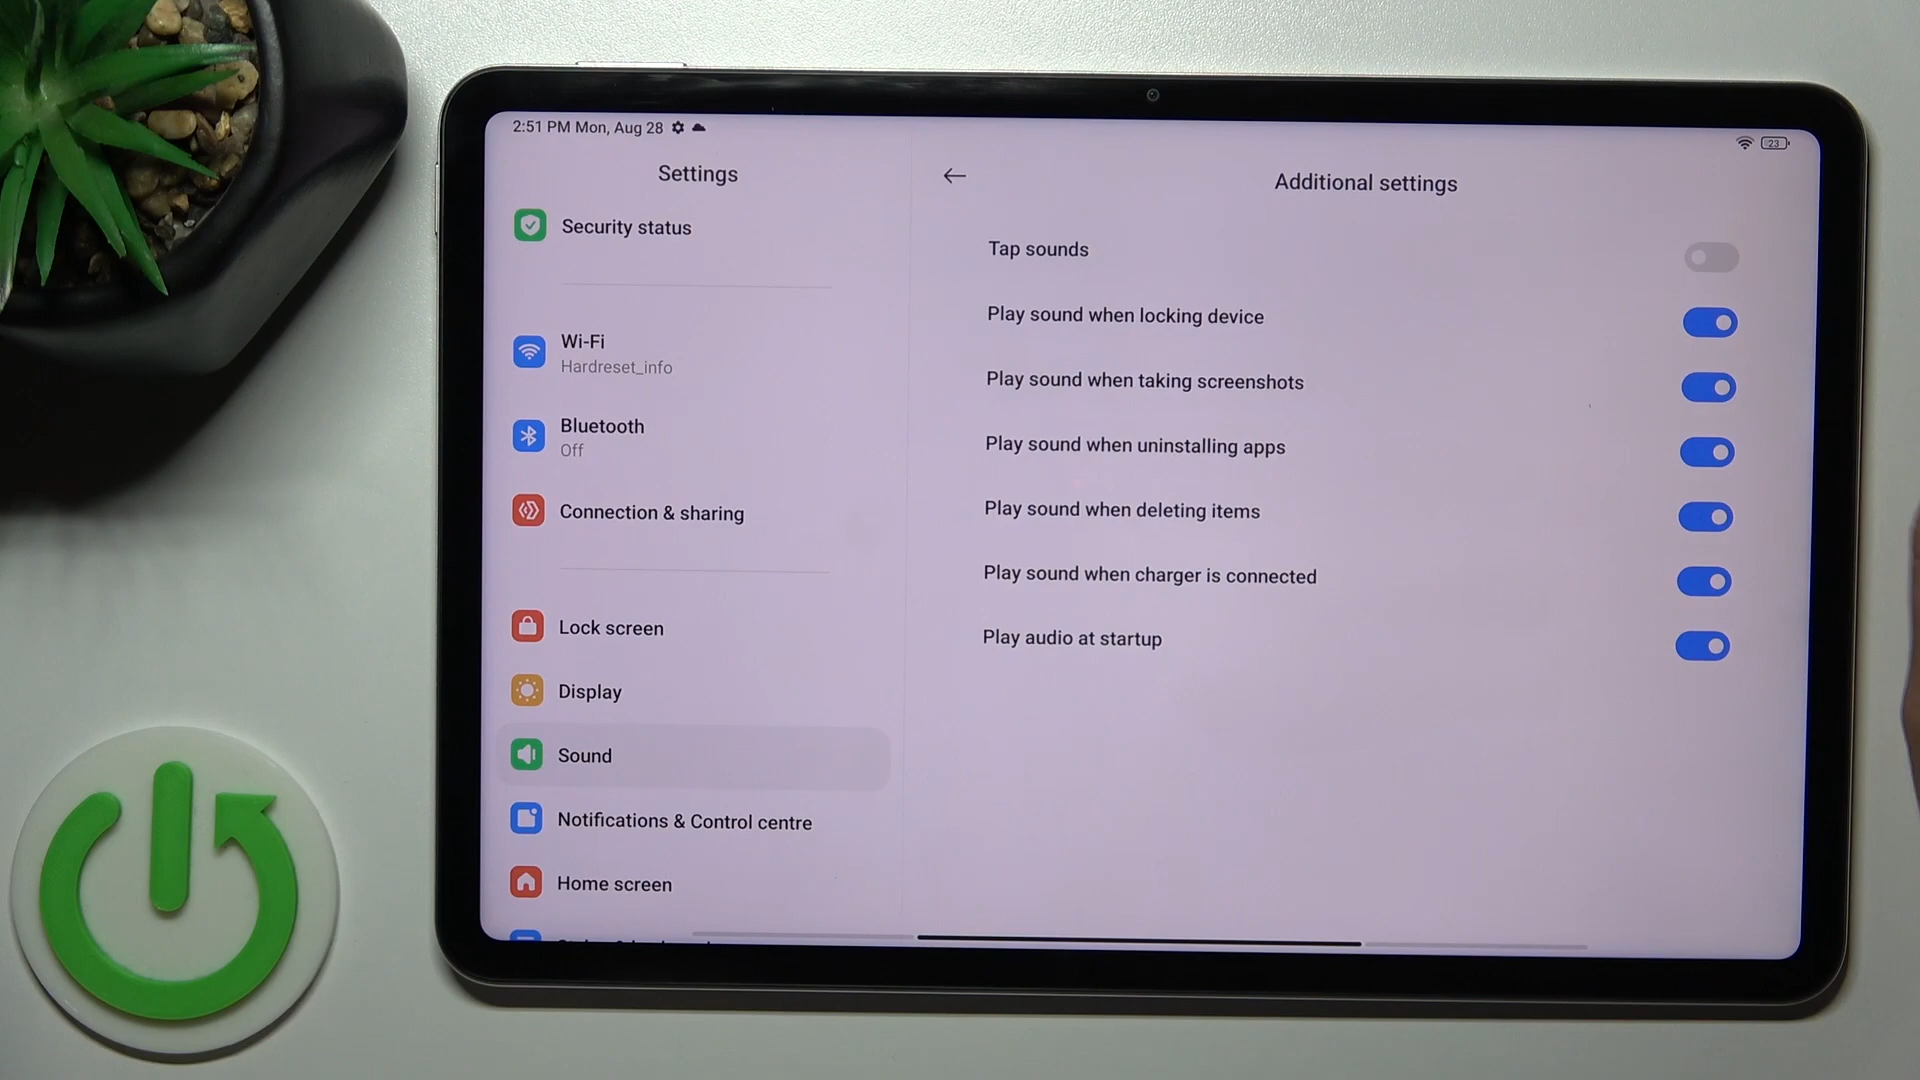 2:51 PM Mon, Aug 28
23
Settings
Security status
Wi-Fi
Hardreset_info
Bluetooth
Off
Connection & sharing
Lock screen
Display
Sound
Notifications & Control centre
Home screen
Additional settings
Tap sounds
Play sound when locking device
Play sound when taking screenshots
Play sound when uninstalling apps
Play sound when deleting items
Play sound when charger is connected
Play audio at startup